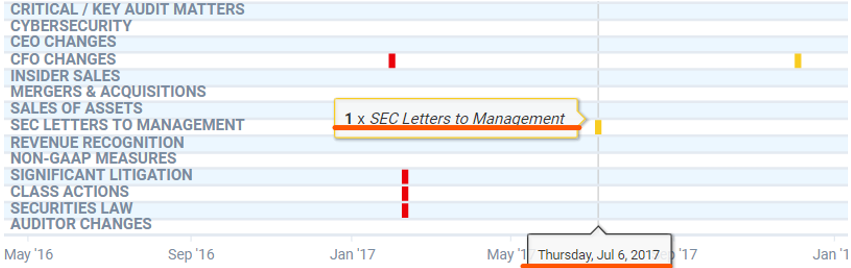 CRITICAL / KEY AUDIT MATTERS
CYBERSECURITY
CEO CHANGES
CFO CHANGES
INSIDER SALES
MERGERS & ACQUISITIONS
SALES OF ASSETS
SEC LETTERS TO MANAGEMENT
1 x SEC Letters to Management
REVENUE RECOGNITION
NON-GAAP MEASURES
SIGNIFICANT LITIGATION
CLASS ACTIONS
SECURITIES LAW
AUDITOR CHANGES
May '16 Sep '16 Jan '17 May '17 '17 Jan '1
Thursday, Jul 6, 2017